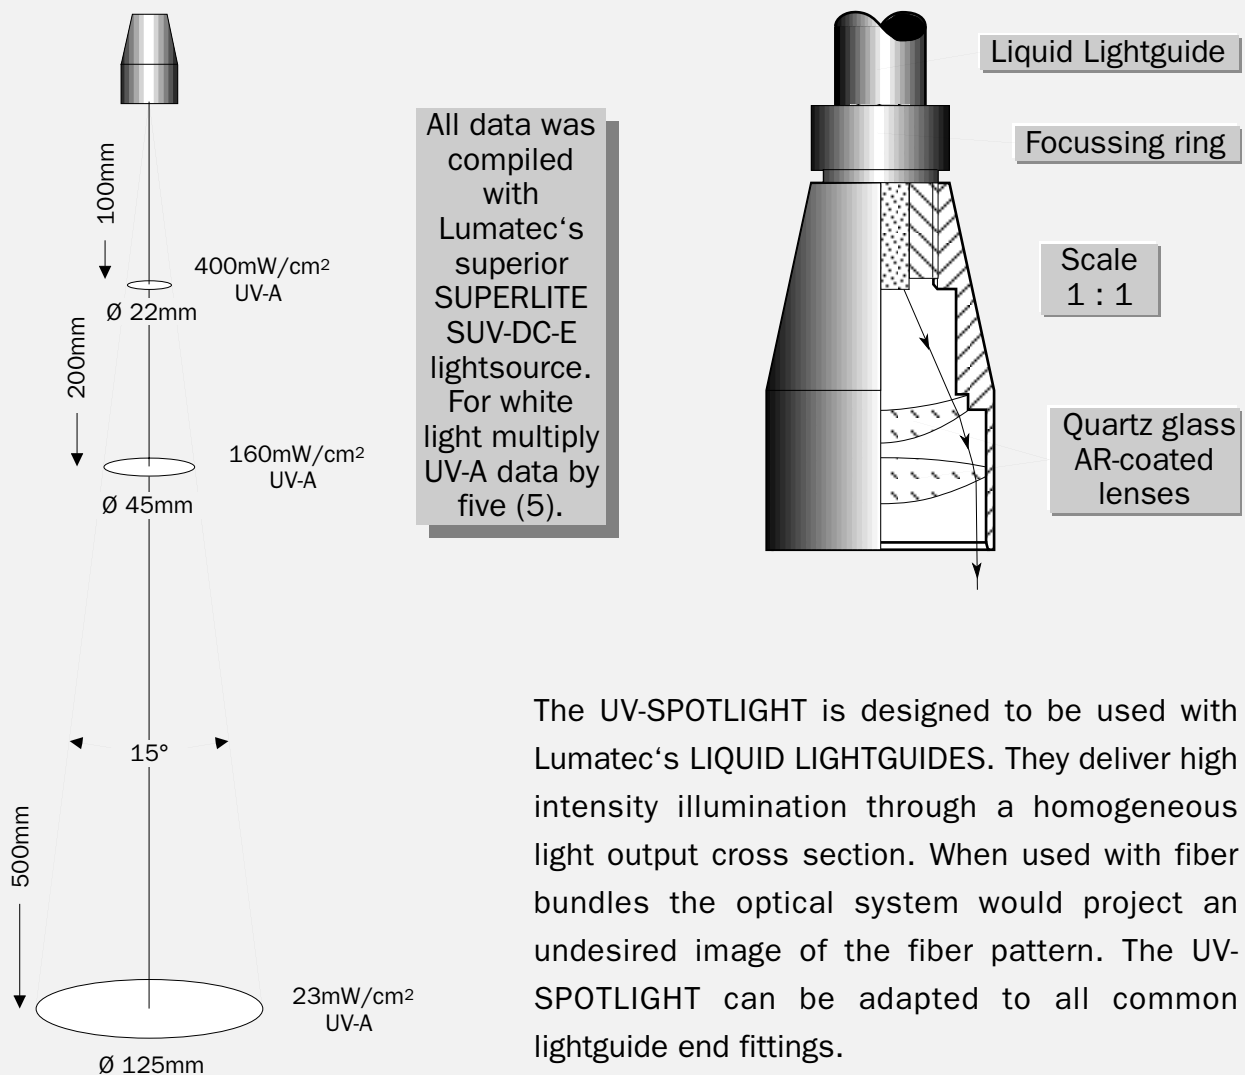 100mm
400mW/cm²
UV-A
Ø 22mm
200mm
160mW/cm²
UV-A
Ø 45mm
15°
500mm
23mW/cm²
UV-A
Ø 125mm
All data was
compiled
with
Lumatec‘s
superior
SUPERLITE
SUV-DC-E
lightsource.
For white
light multiply
UV-A data by
five (5).
Liquid Lightguide
Focussing ring
Scale
1 : 1
Quartz glass
AR-coated
lenses
The UV-SPOTLIGHT is designed to be used with
Lumatec‘s LIQUID LIGHTGUIDES. They deliver high
intensity illumination through a homogeneous
light output cross section. When used with fiber
bundles the optical system would project an
undesired image of the fiber pattern. The UV-
SPOTLIGHT can be adapted to all common
lightguide end fittings.